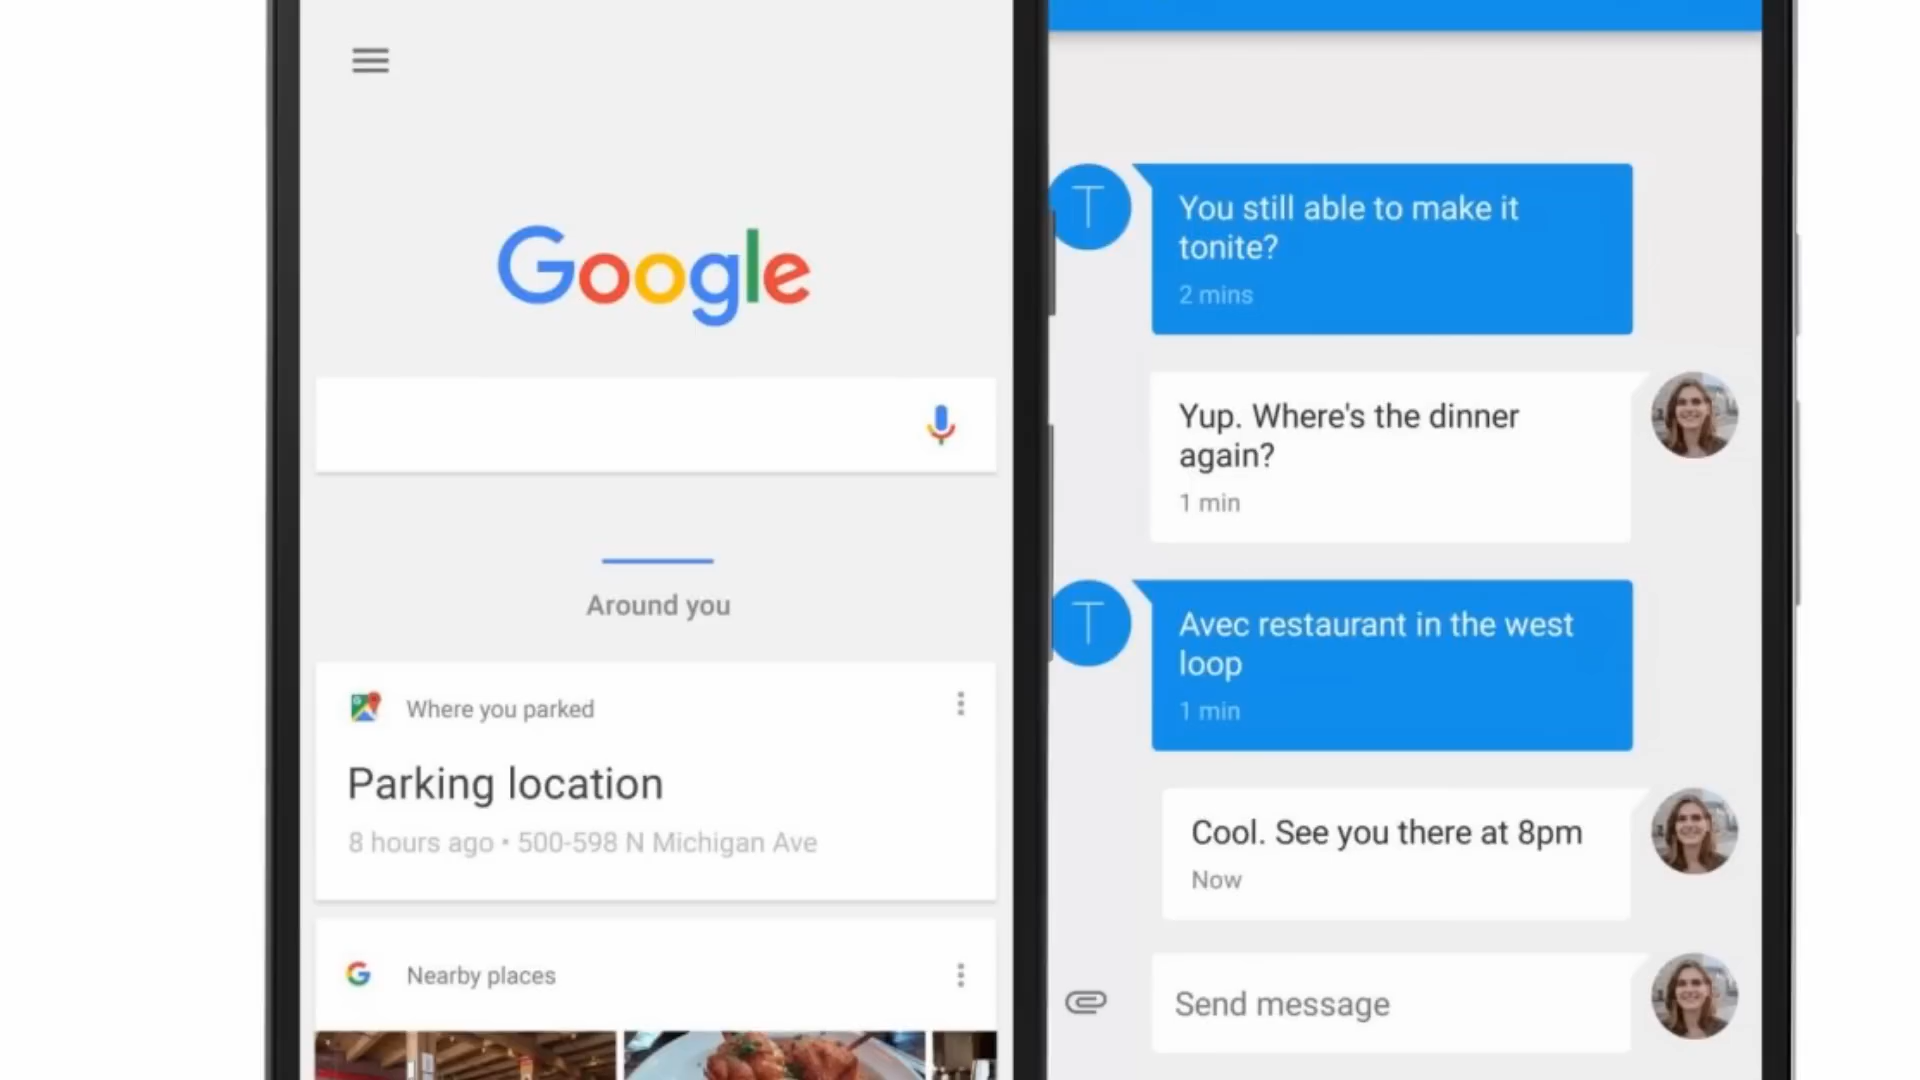 Google
Around you
Where you parked
Parking location
8 hours ago • 500-598 N Michigan Ave
Nearby places
T
You still able to make it
tonite?
2 mins
Yup. Where's the dinner
again?
1 min
T
Avec restaurant in the west
loop
1 min
Cool. See you there at 8pm
Now
Send message